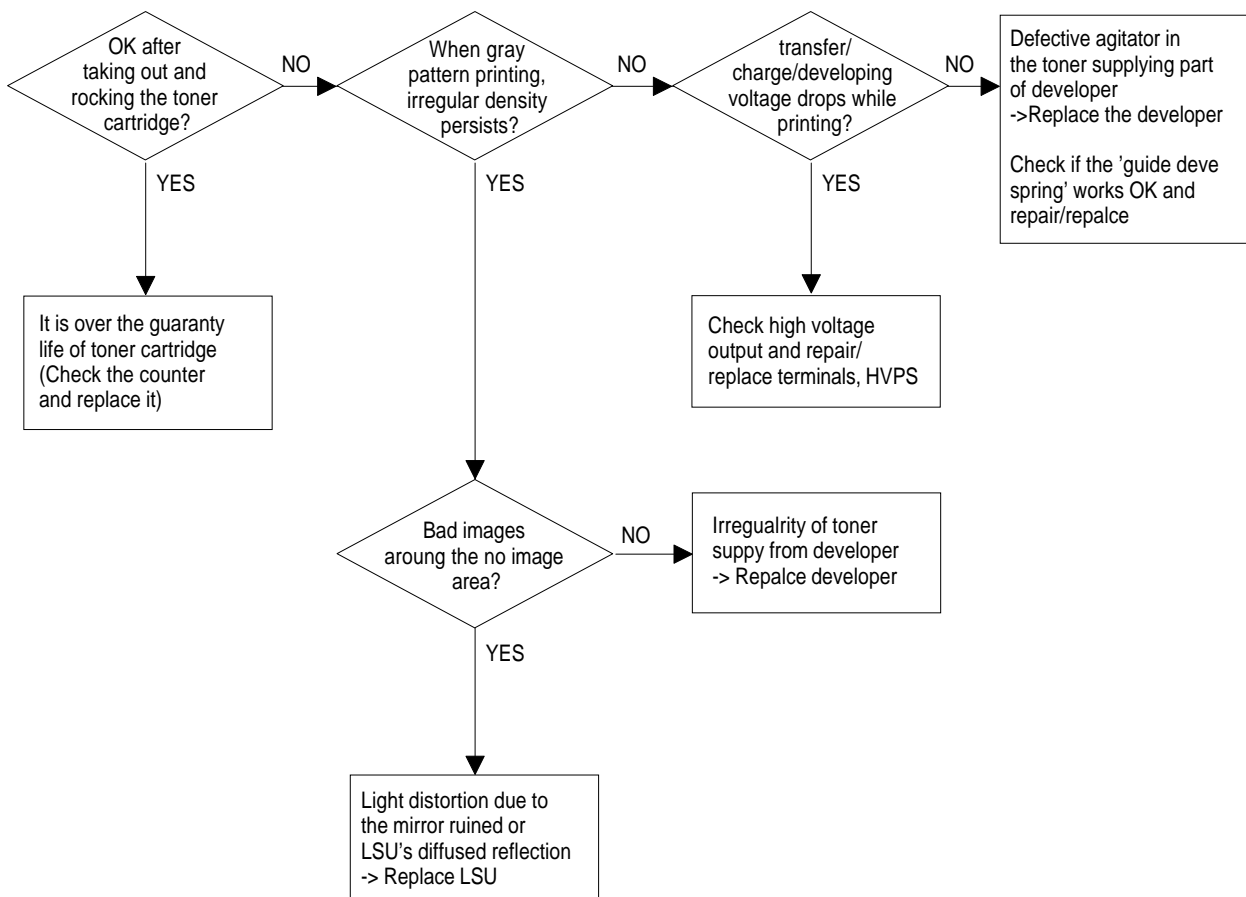 OK after
taking out and
rocking the toner
cartridge?
NO
When gray
pattern printing,
irregular density
persists?
NO
transfer/
charge/developing
voltage drops while
printing?
NO
Defective agitator in
the toner supplying part
of developer
->Replace the developer
Check if the 'guide deve
spring' works OK and
repair/repalce
YES
YES
YES
It is over the guaranty
life of toner cartridge
(Check the counter
and replace it)
Check high voltage
output and repair/
replace terminals, HVPS
Bad images
aroung the no image
area?
NO
Irregualrity of toner
suppy from developer
-> Repalce developer
YES
Light distortion due to
the mirror ruined or
LSU's diffused reflection
-> Replace LSU